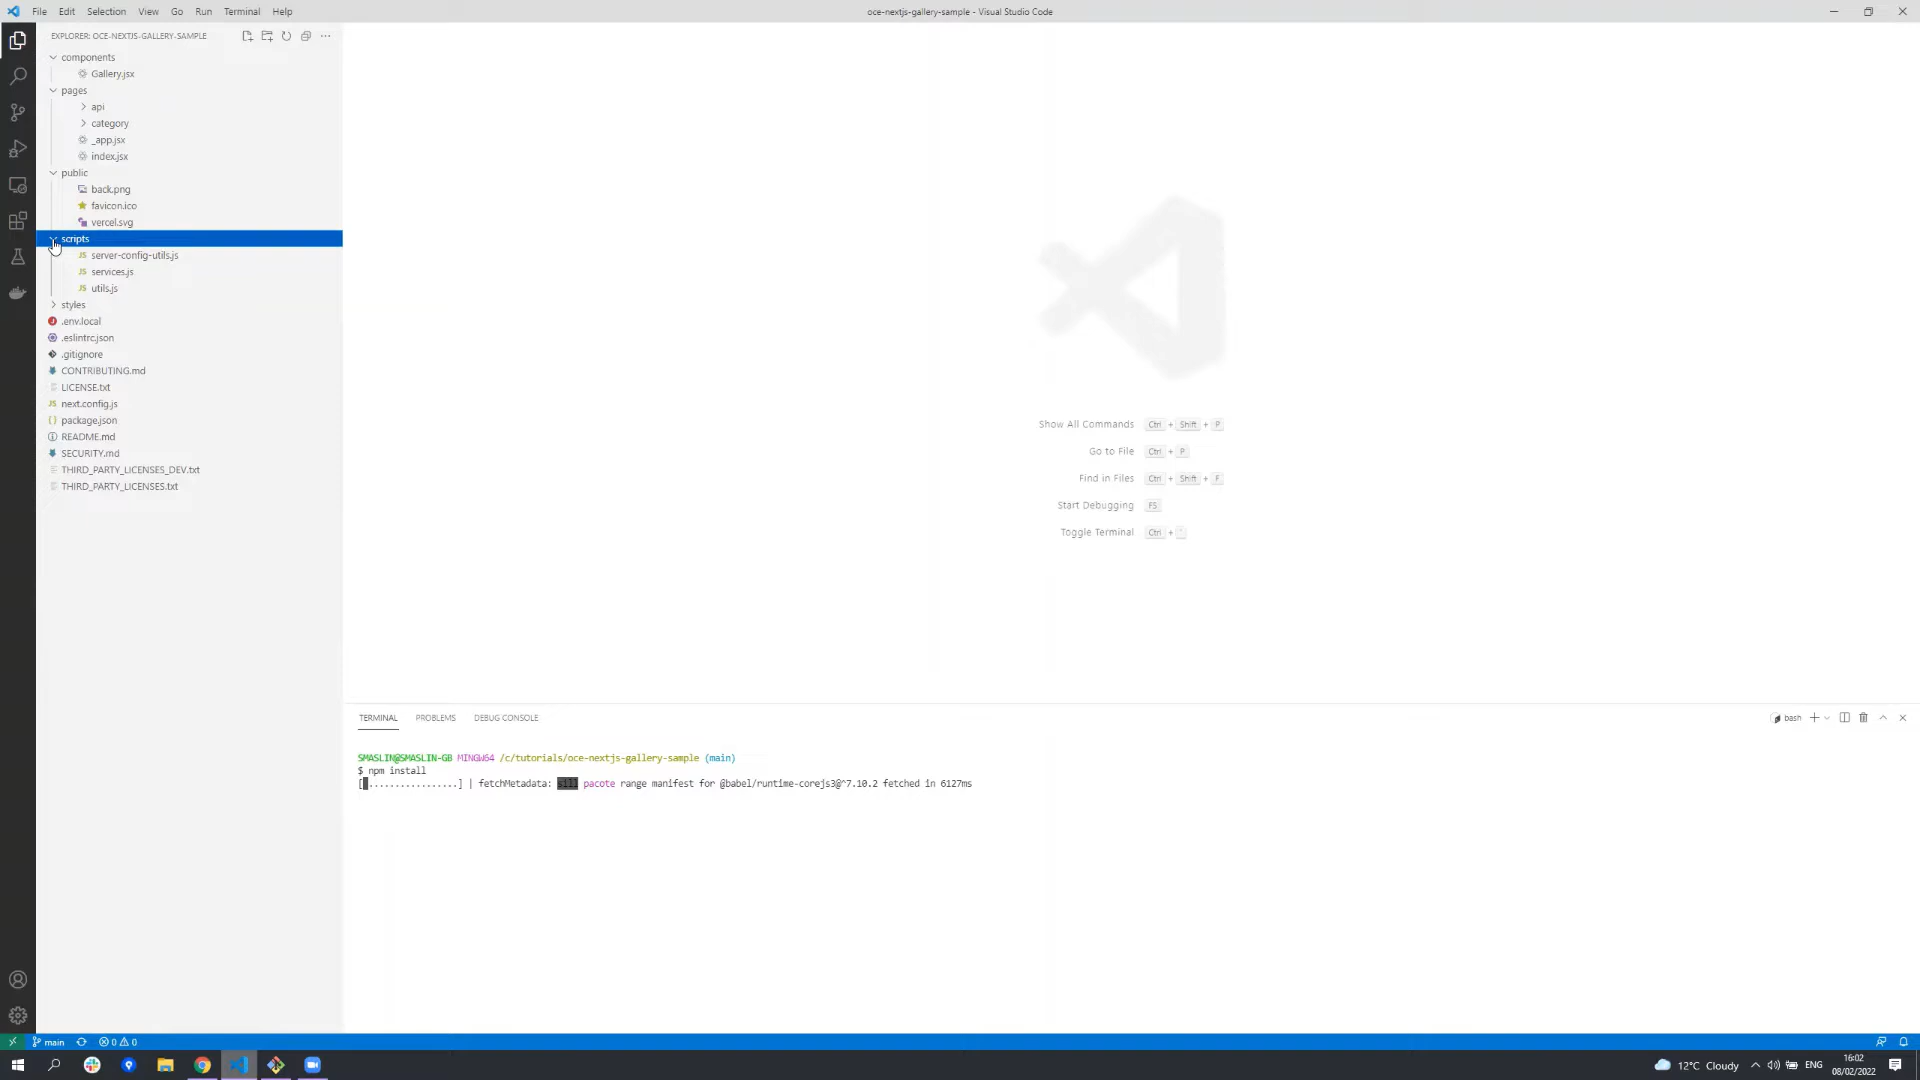 File Edit Selection View Go Run Terminal Help
oce-nextjs-gallery-sample - Visual Studio Code
EXPLORER: OCE-NEXTJS-GALLERY-SAMPLE
components
Gallery.jsx
pages
api
category
_app.jsx
index.jsx
public
back.png
favicon.ico
vercel.svg
scripts
JS server-config-utils.js
JS services.js
JS utils.js
styles
.env.local
.eslintrc.json
.gitignore
CONTRIBUTING.md
LICENSE.txt
JS next.config.js
{} package.json
README.md
SECURITY.md
THIRD_PARTY_LICENSES_DEV.txt
THIRD_PARTY_LICENSES.txt
Show All Commands Ctrl + Shift + P
Go to File Ctrl + P
Find in Files Ctrl + Shift + F
Start Debugging F5
Toggle Terminal Ctrl + `
TERMINAL PROBLEMS DEBUG CONSOLE
bash
SMASLIN@SMASLIN-GB MINGW64 /c/tutorials/oce-nextjs-gallery-sample (main)
$ npm install
[ ................] | fetchMetadata: sill pacote range manifest for @babel/runtime-corejs3@^7.10.2 fetched in 6127ms
main 0 0
12°C Cloudy ENG
16:02
08/02/2022